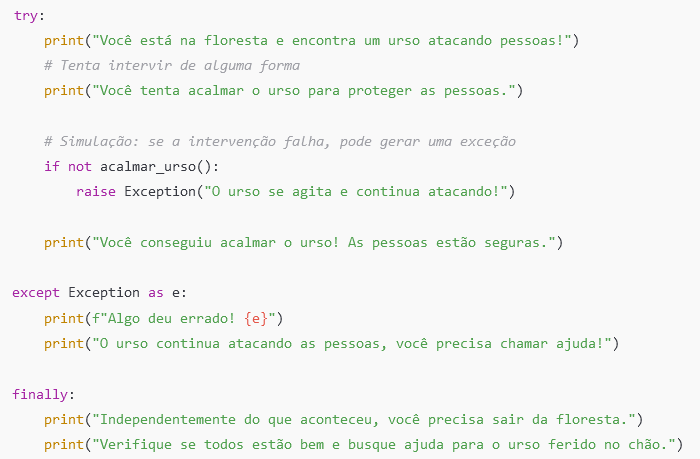 try:
    print("Você está na floresta e encontra um urso atacando pessoas!")
    # Tenta intervir de alguma forma
    print("Você tenta acalmar o urso para proteger as pessoas.")

    # Simulação: se a intervenção falha, pode gerar uma exceção
    if not acalmar_urso():
        raise Exception("O urso se agita e continua atacando!")

    print("Você conseguiu acalmar o urso! As pessoas estão seguras.")

except Exception as e:
    print(f"Algo deu errado! {e}")
    print("O urso continua atacando as pessoas, você precisa chamar ajuda!")

finally:
    print("Independentemente do que aconteceu, você precisa sair da floresta.")
    print("Verifique se todos estão bem e busque ajuda para o urso ferido no chão.")